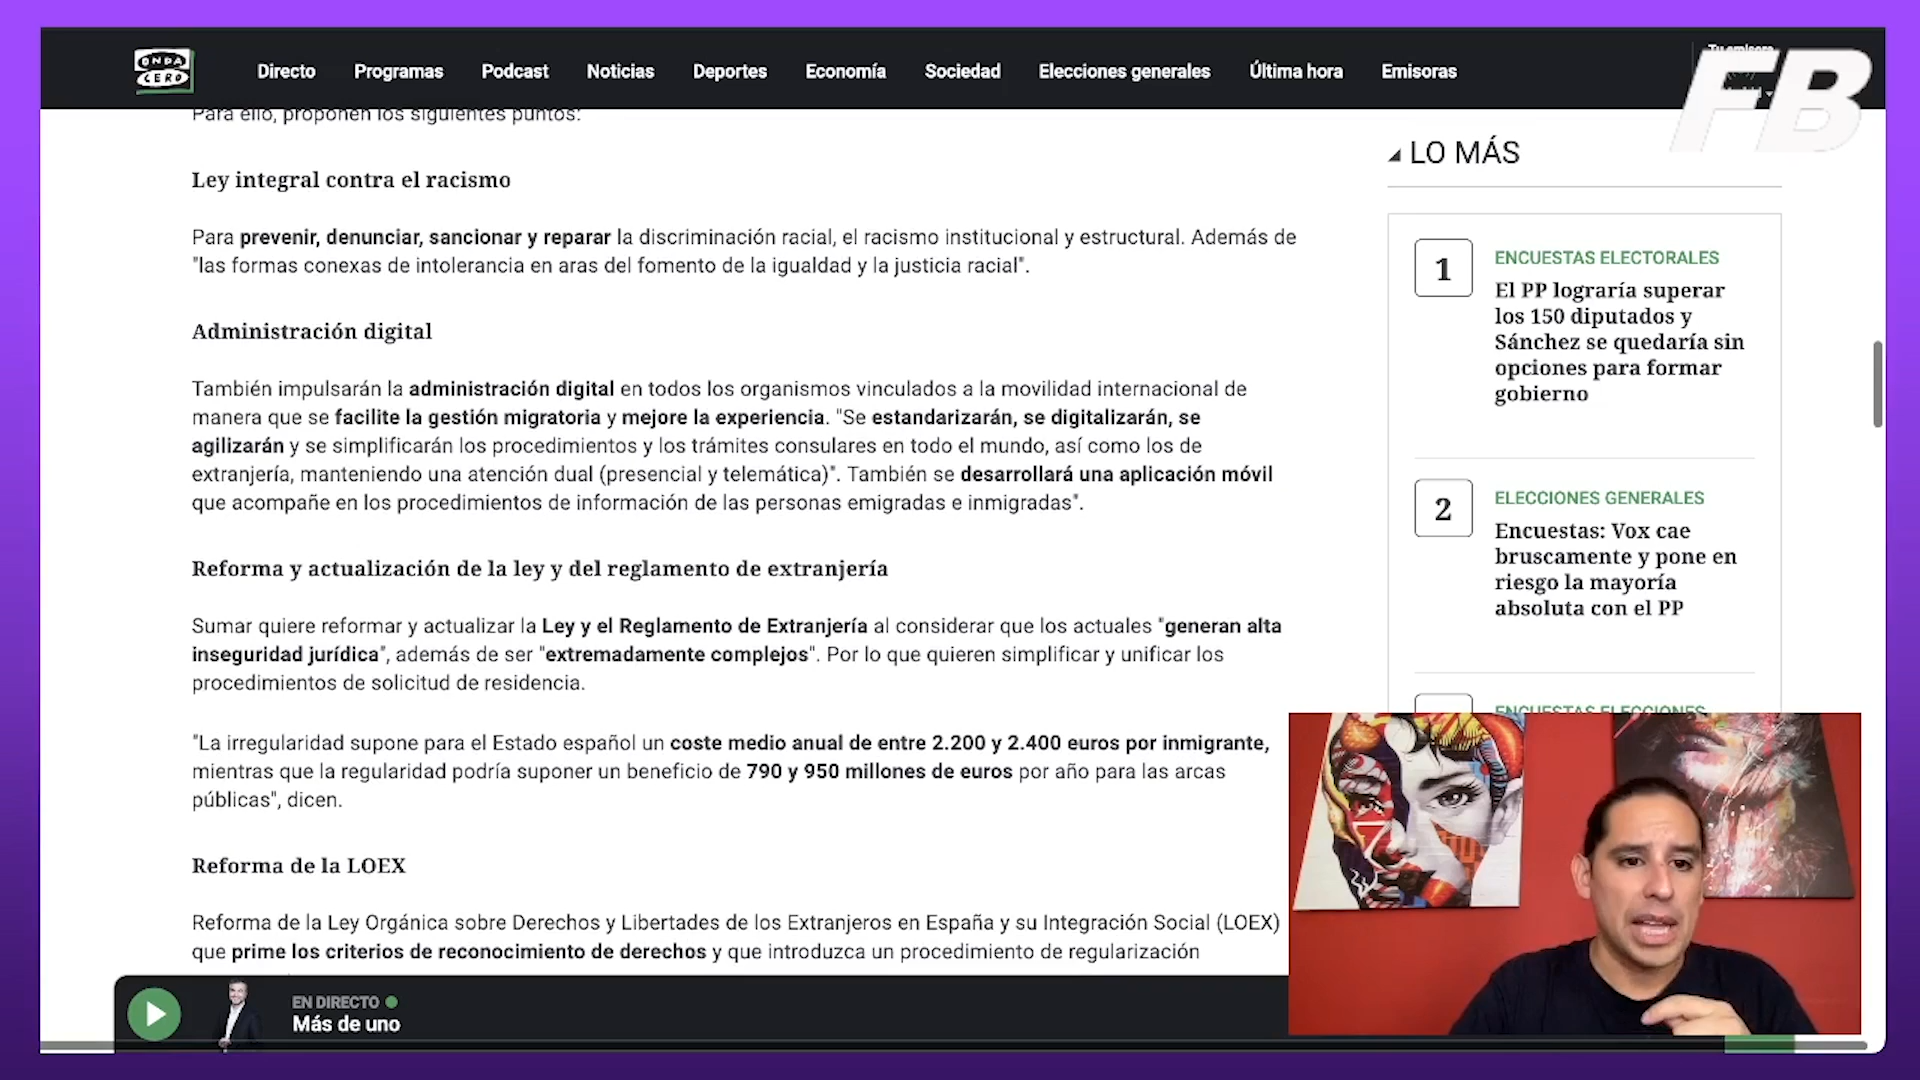 ONDA
CERO
Directo Programas Podcast Noticias Deportes Economía Sociedad Elecciones generales Última hora Emisoras
Tu emisora
FB
Para ello, proponen los siguientes puntos:
Ley integral contra el racismo
Para prevenir, denunciar, sancionar y reparar la discriminación racial, el racismo institucional y estructural. Además de
"las formas conexas de intolerancia en aras del fomento de la igualdad y la justicia racial".
Administración digital
También impulsarán la administración digital en todos los organismos vinculados a la movilidad internacional de
manera que se facilite la gestión migratoria y mejore la experiencia. "Se estandarizarán, se digitalizarán, se
agilizarán y se simplificarán los procedimientos y los trámites consulares en todo el mundo, así como los de
extranjería, manteniendo una atención dual (presencial y telemática)". También se desarrollará una aplicación móvil
que acompañe en los procedimientos de información de las personas emigradas e inmigradas".
Reforma y actualización de la ley y del reglamento de extranjería
Sumar quiere reformar y actualizar la Ley y el Reglamento de Extranjería al considerar que los actuales "generan alta
inseguridad jurídica", además de ser "extremadamente complejos". Por lo que quieren simplificar y unificar los
procedimientos de solicitud de residencia.
"La irregularidad supone para el Estado español un coste medio anual de entre 2.200 y 2.400 euros por inmigrante,
mientras que la regularidad podría suponer un beneficio de 790 y 950 millones de euros por año para las arcas
públicas", dicen.
Reforma de la LOEX
Reforma de la Ley Orgánica sobre Derechos y Libertades de los Extranjeros en España y su Integración Social (LOEX)
que prime los criterios de reconocimiento de derechos y que introduzca un procedimiento de regularización
LO MÁS
1
ENCUESTAS ELECTORALES
El PP lograría superar
los 150 diputados y
Sánchez se quedaría sin
opciones para formar
gobierno
2
ELECCIONES GENERALES
Encuestas: Vox cae
bruscamente y pone en
riesgo la mayoría
absoluta con el PP
ENCUESTAS ELECCIONES
EN DIRECTO
Más de uno